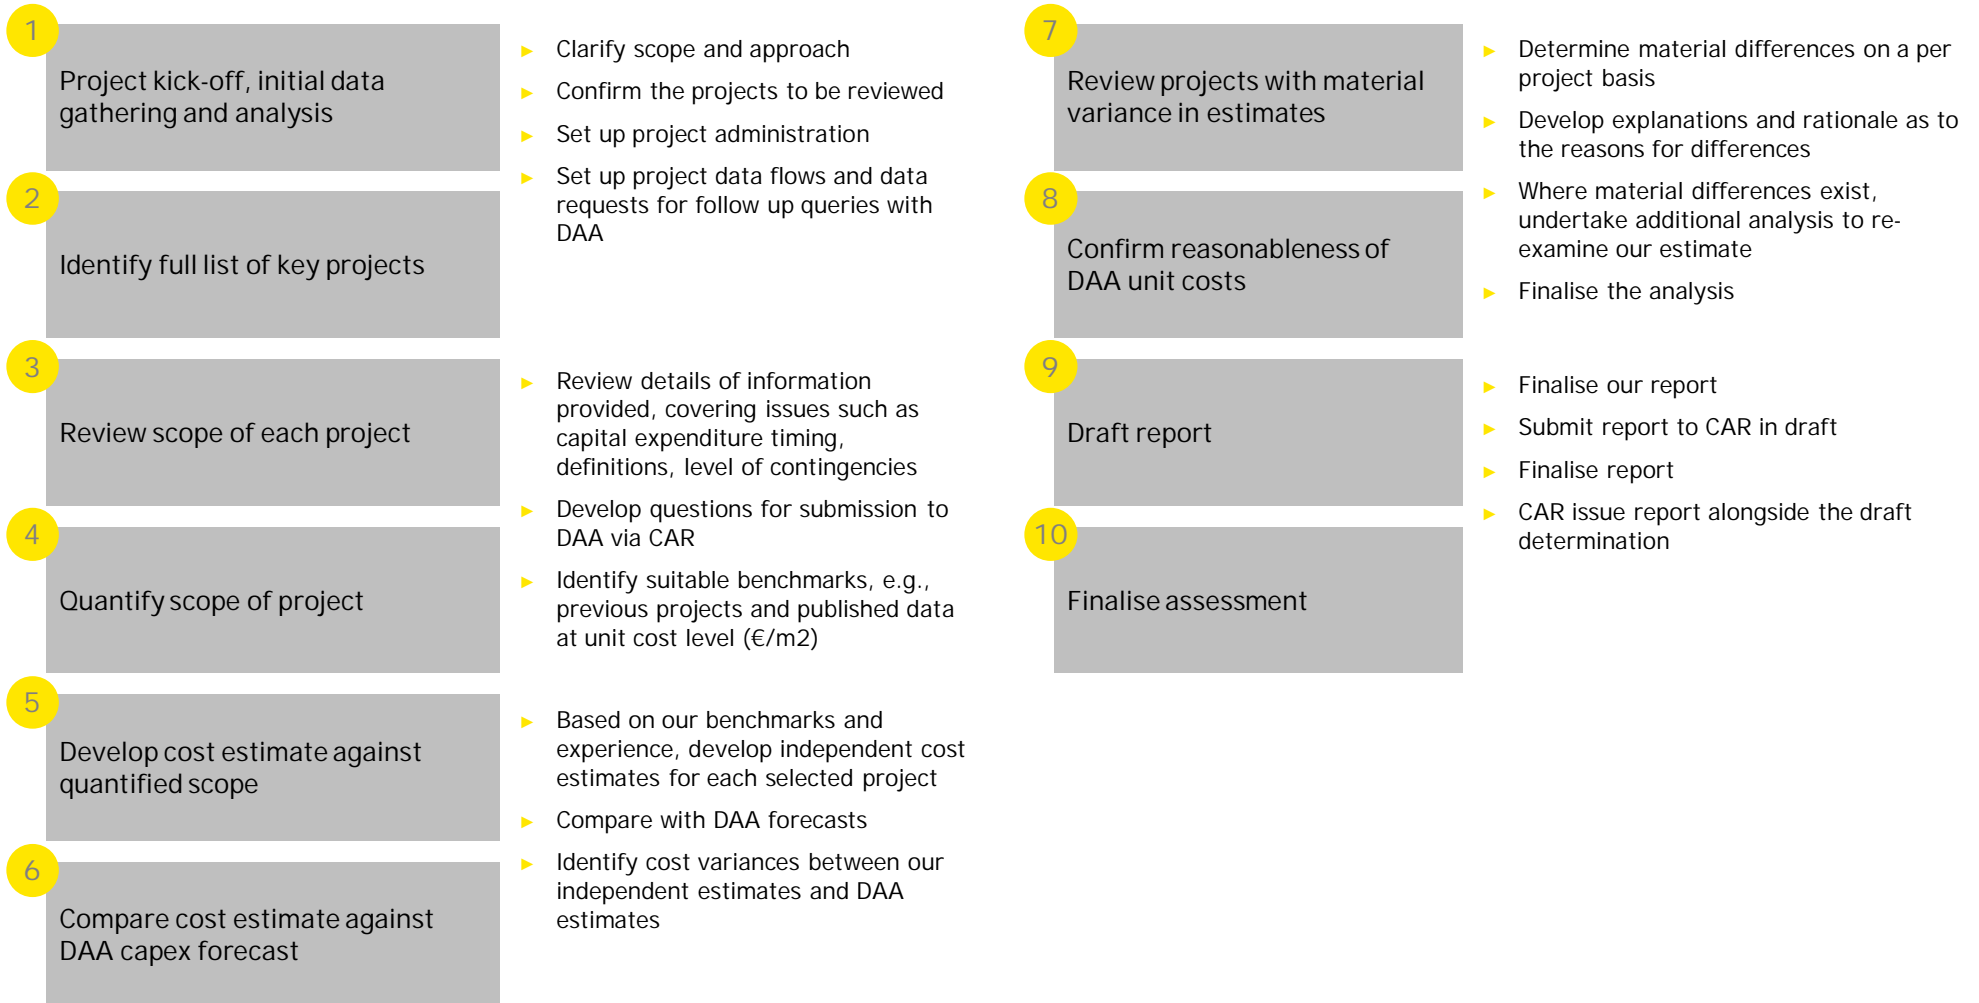 1
Project kick-off, initial data
gathering and analysis
2
Identify full list of key projects
► Clarify scope and approach
► Confirm the projects to be reviewed
► Set up project administration
► Set up project data flows and data
requests for follow up queries with
DAA
3
Review scope of each project
4
Quantify scope of project
► Review details of information
provided, covering issues such as
capital expenditure timing,
definitions, level of contingencies
► Develop questions for submission to
DAA via CAR
► Identify suitable benchmarks, e.g.,
previous projects and published data
at unit cost level (€/m2)
5
Develop cost estimate against
quantified scope
6
Compare cost estimate against
DAA capex forecast
► Based on our benchmarks and
experience, develop independent cost
estimates for each selected project
► Compare with DAA forecasts
► Identify cost variances between our
independent estimates and DAA
estimates
7
Review projects with material
variance in estimates
8
Confirm reasonableness of
DAA unit costs
► Determine material differences on a per
project basis
► Develop explanations and rationale as to
the reasons for differences
► Where material differences exist,
undertake additional analysis to re-
examine our estimate
► Finalise the analysis
9
Draft report
10
Finalise assessment
► Finalise our report
► Submit report to CAR in draft
► Finalise report
► CAR issue report alongside the draft
determination